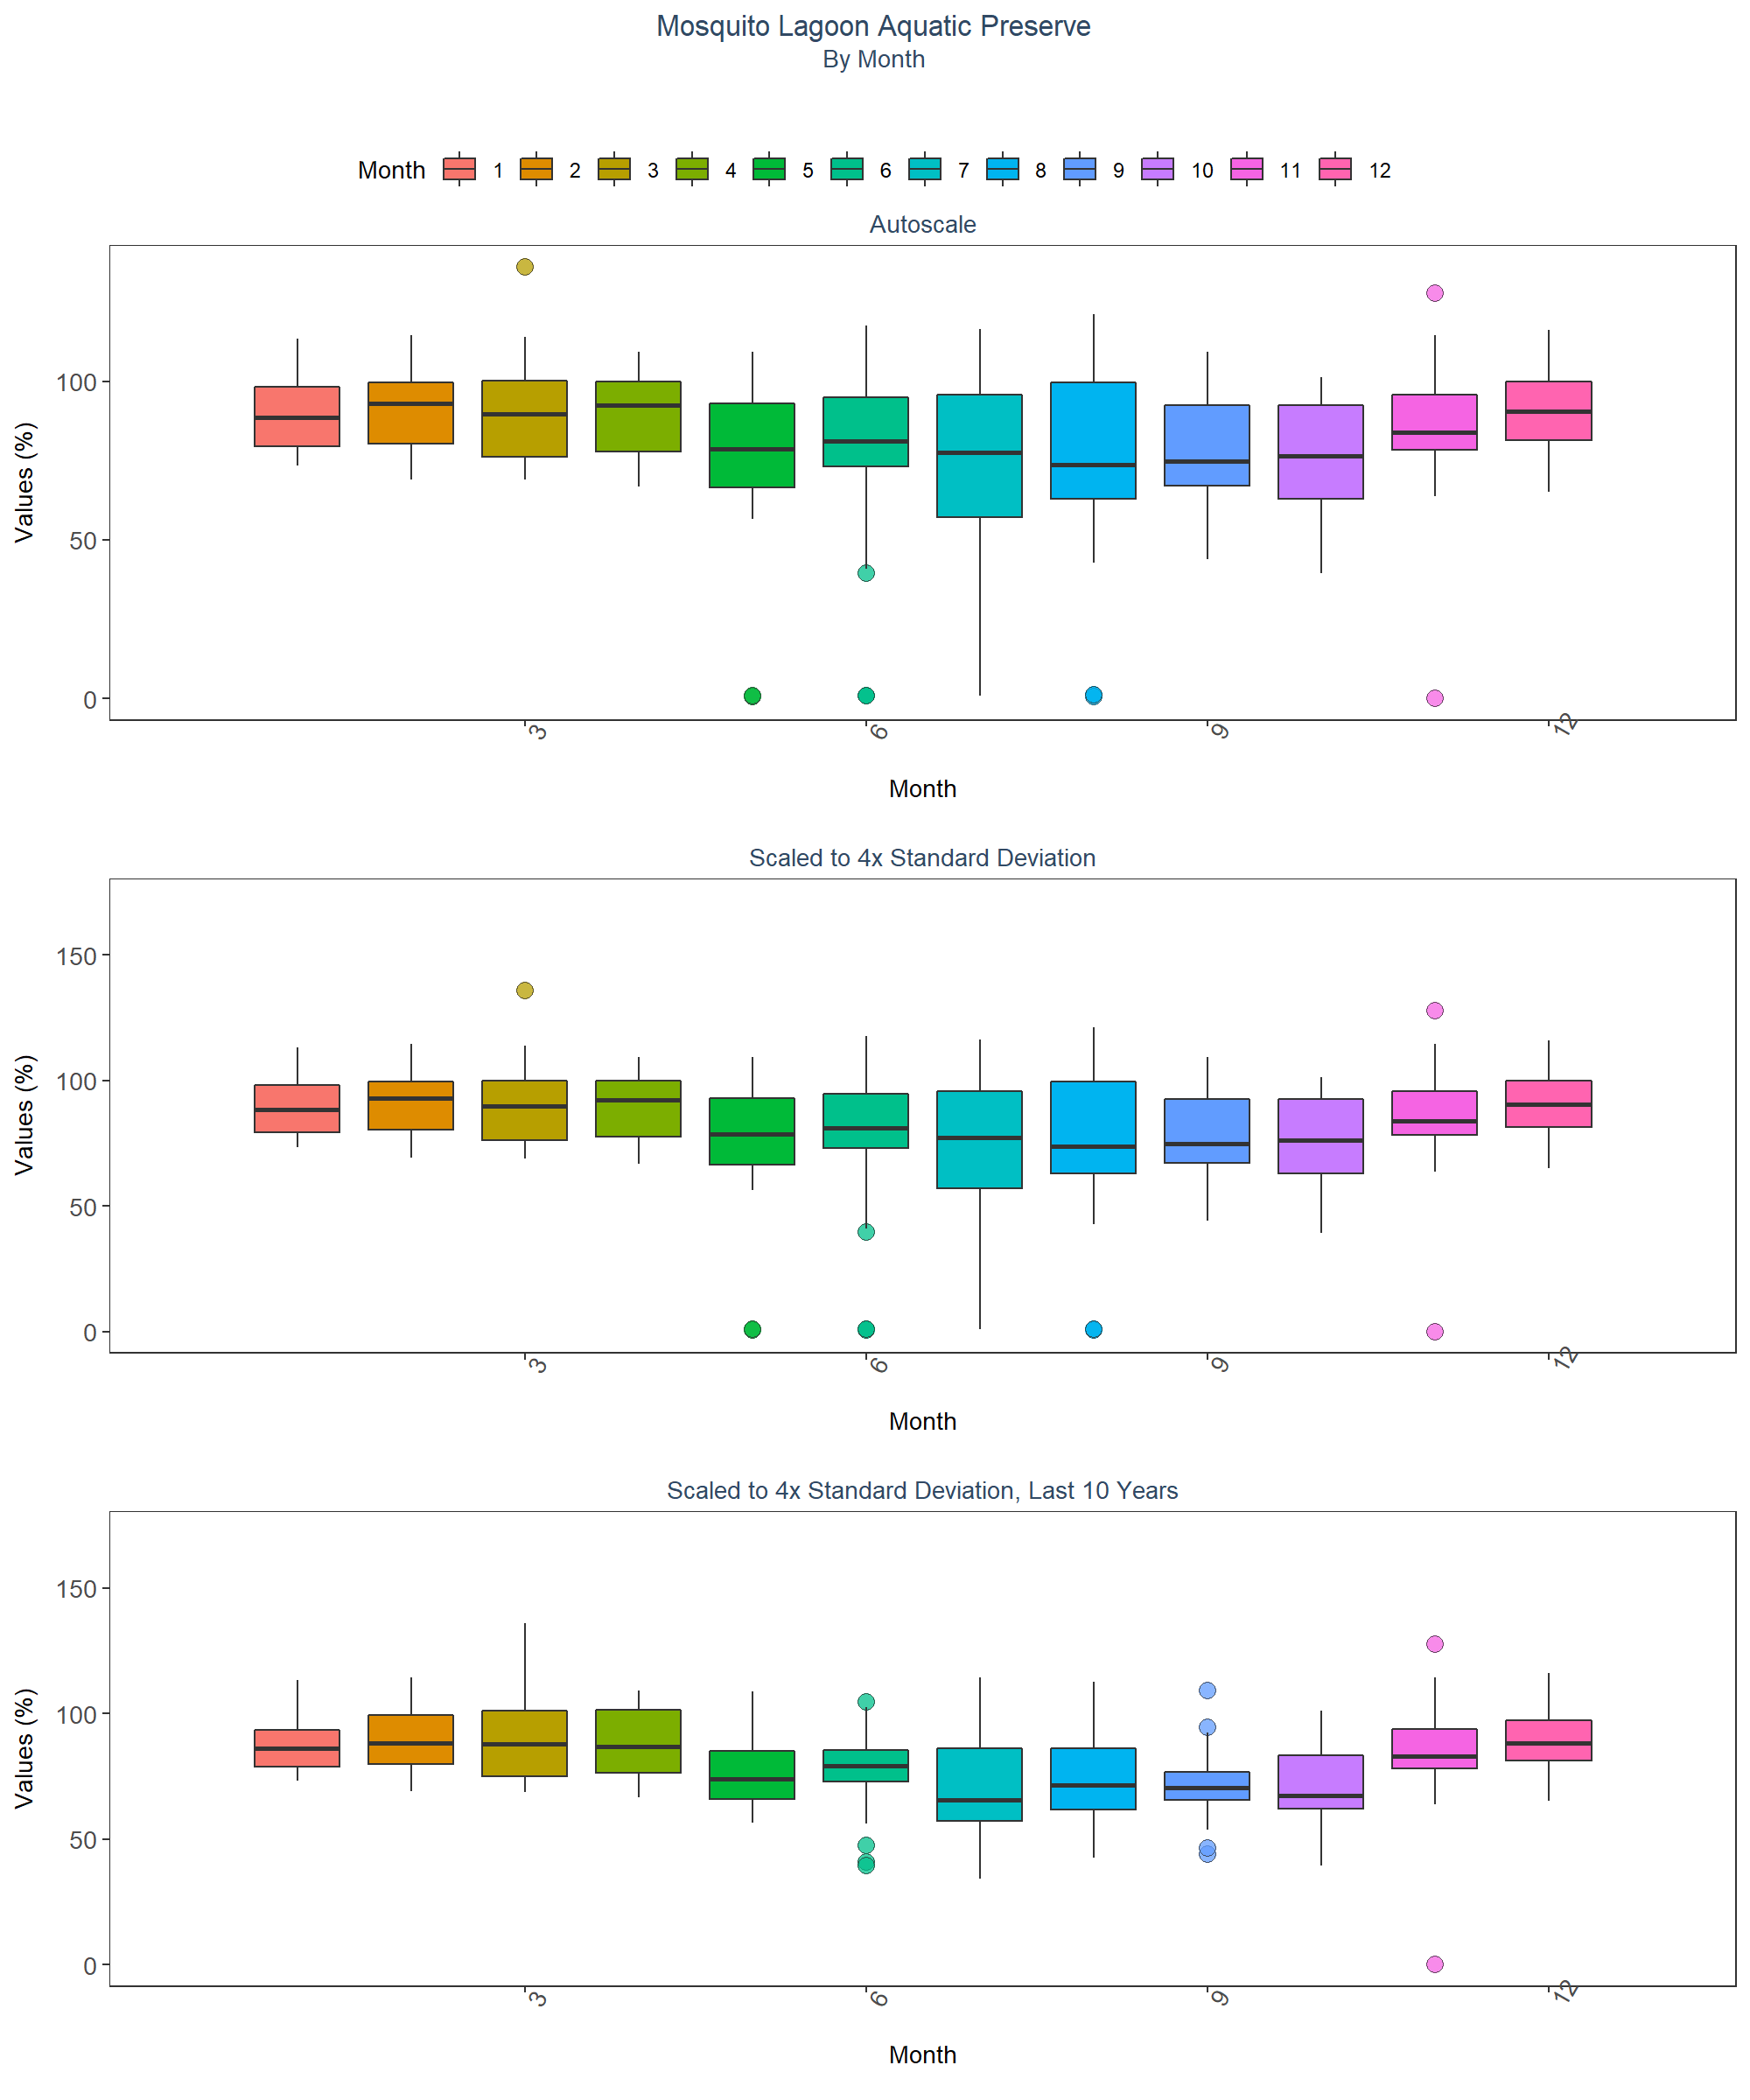 Mosquito Lagoon Aquatic Preserve
By Month
Month 1 2 3 4 5 6 7 8 9 10 11 12
Autoscale
Values (%)
100
50
0
3 6 9 12
Month
Scaled to 4x Standard Deviation
Values (%)
150
100
50
0
3 6 9 12
Month
Scaled to 4x Standard Deviation, Last 10 Years
Values (%)
150
100
50
0
3 6 9 12
Month